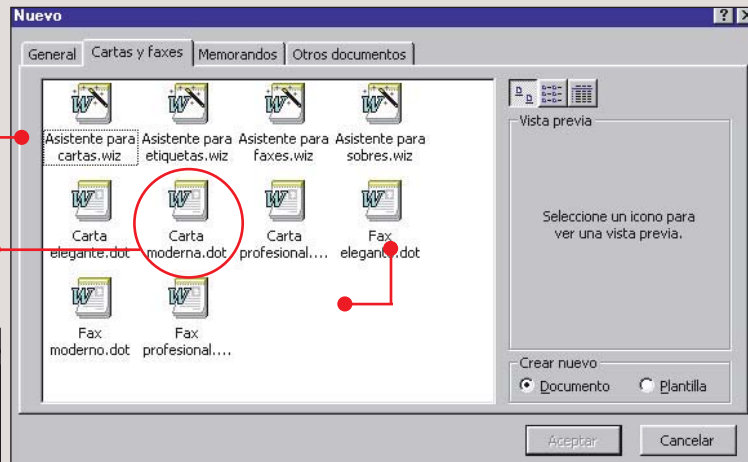 Nuevo
General Cartas y faxes Memorandos Otros documentos
Asistente para cartas.wiz
Asistente para etiquetas.wiz
Asistente para faxes.wiz
Asistente para sobres.wiz
Carta elegante.dot
Carta moderna.dot
Carta profesional....
Fax elegante.dot
Fax moderno.dot
Fax profesional....
Vista previa
Seleccione un icono para
ver una vista previa.
Crear nuevo
Documento Plantilla
Aceptar Cancelar